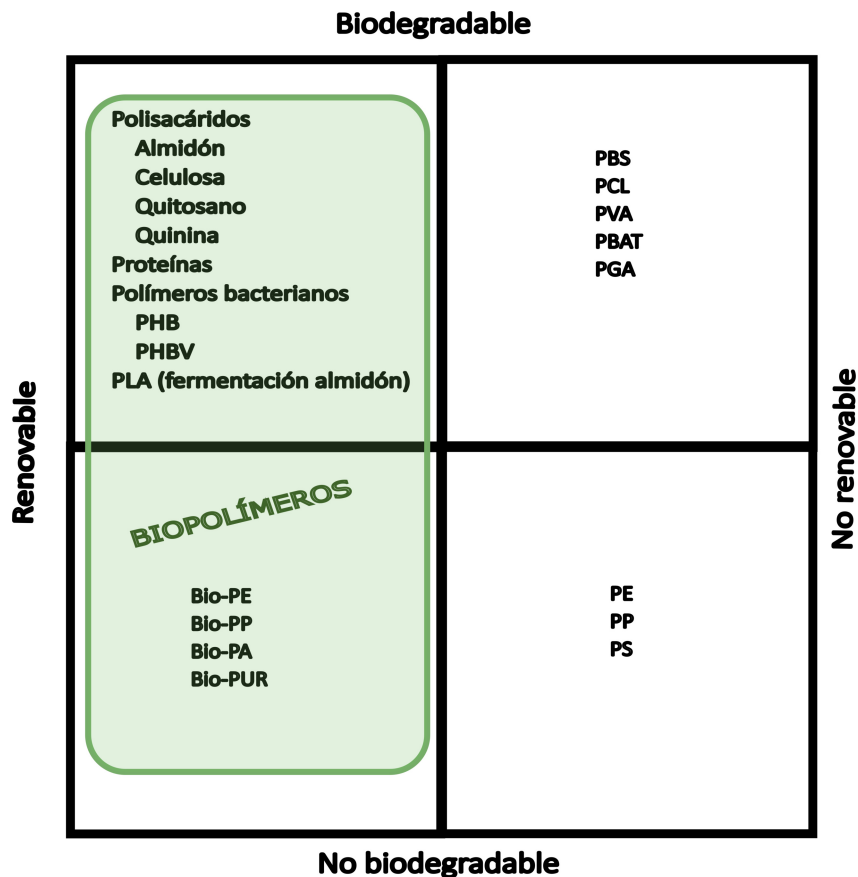 Biodegradable
Polisacáridos
Almidón
Celulosa
Quitosano
Quinina
Proteínas
Polímeros bacterianos
PHB
PHBV
PLA (fermentación almidón)
PBS
PCL
PVA
PBAT
PGA
Renovable
No renovable
BIOPOLÍMEROS
Bio-PE
Bio-PP
Bio-PA
Bio-PUR
PE
PP
PS
No biodegradable